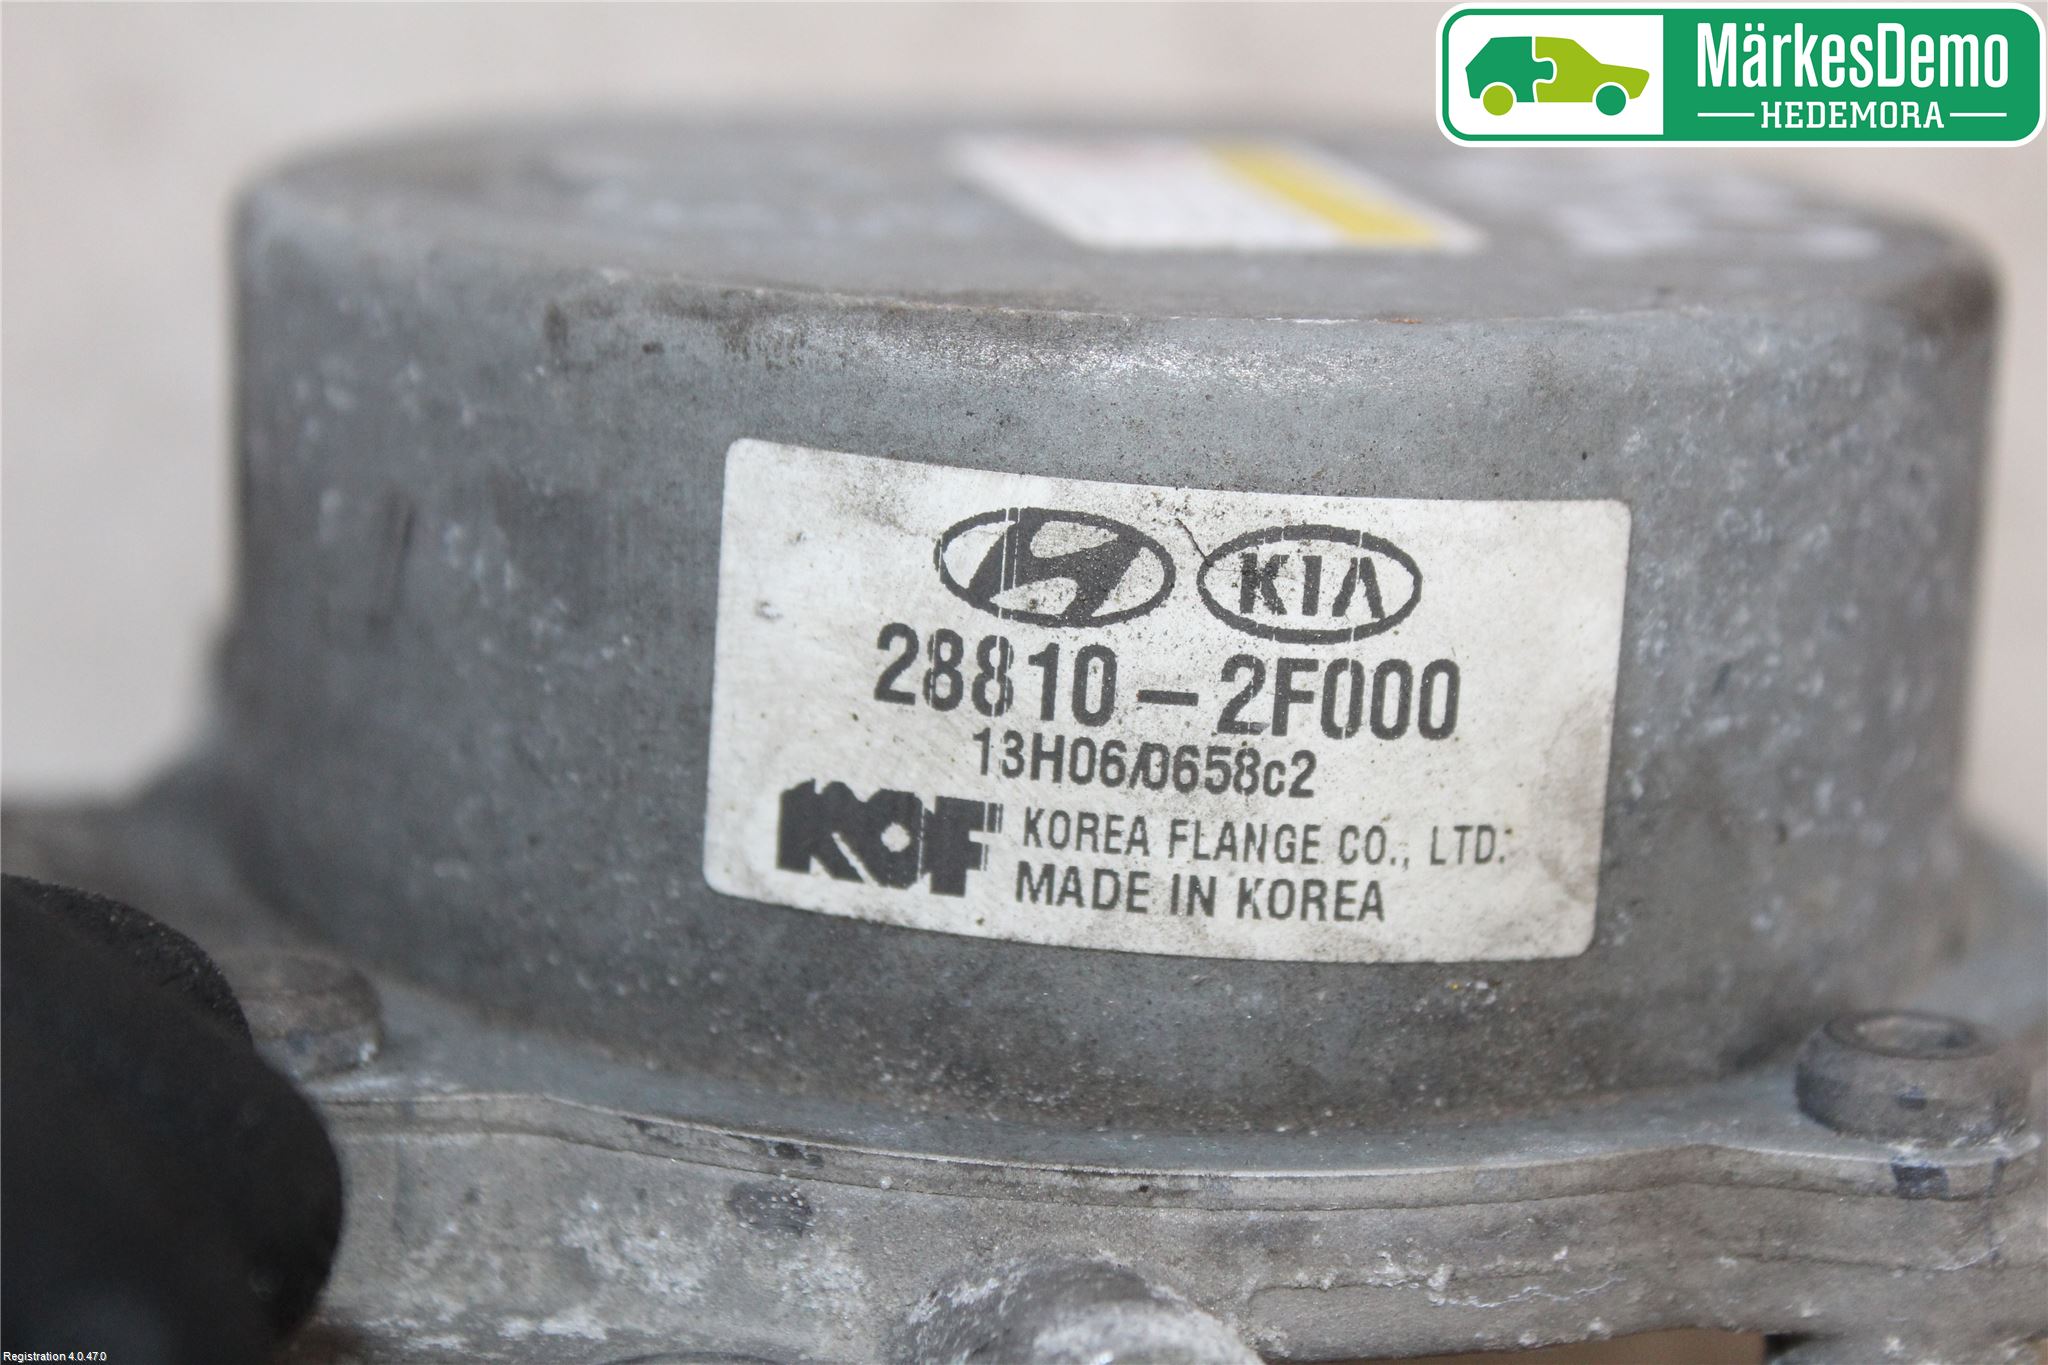 MärkesDemo
HEDEMORA
KIA
28810-2F000
13H06/0658c2
KOF KOREA FLANGE CO., LTD.
MADE IN KOREA
Registration 4.0.47.0